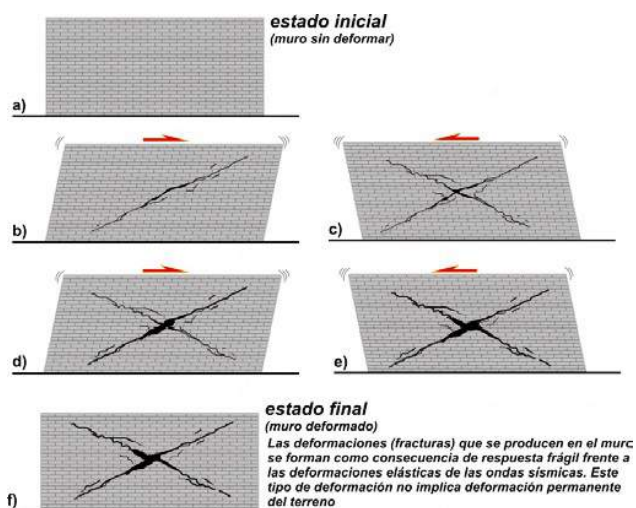 estado inicial
(muro sin deformar)
a)
b)
c)
d)
e)
estado final
(muro deformado)
Las deformaciones (fracturas) que se producen en el muro
se forman como consecuencia de respuesta frágil frente a
las deformaciones elásticas de las ondas sísmicas. Este
tipo de deformación no implica deformación permanente
del terreno
f)